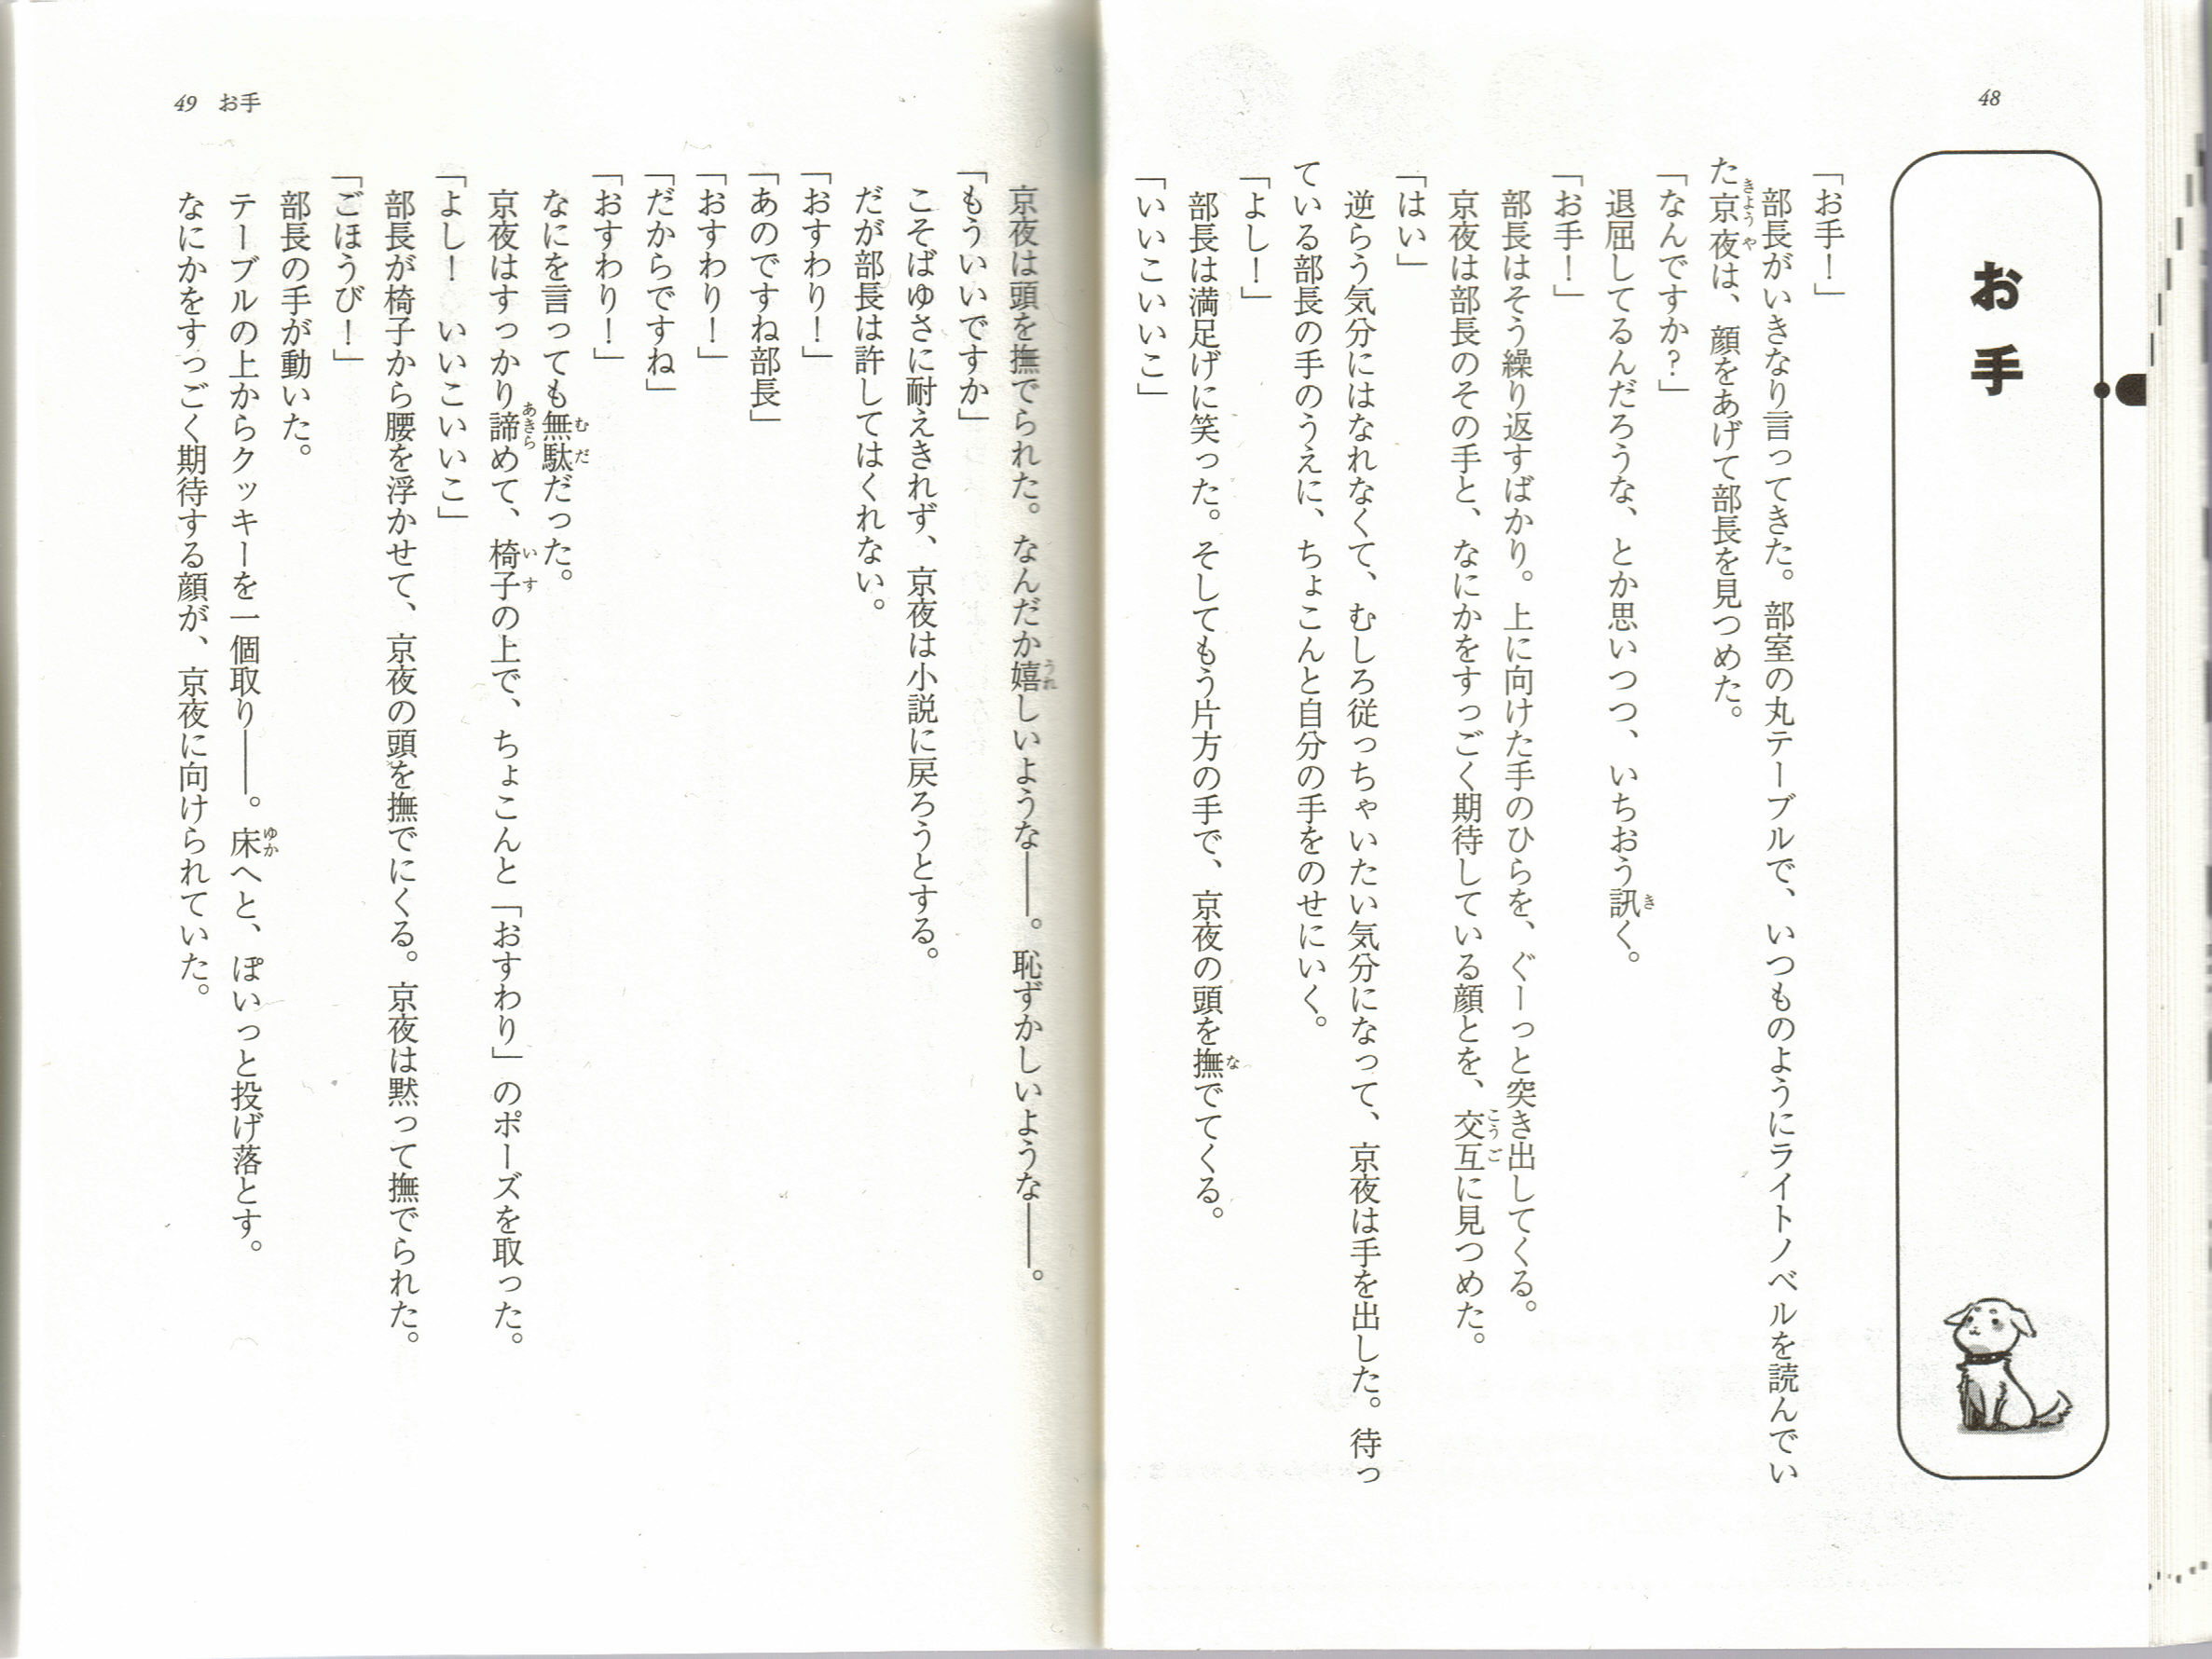 48
お手
「お手！」
部長がいきなり言ってきた。部室の丸テーブルで、いつものようにライトノベルを読んでい
た京夜は、顔をあげて部長を見つめた。
「なんですか？」
退屈してるんだろうな、とか思いつつ、いちおう訊く。
「お手！」
部長はそう繰り返すばかり。上に向けた手のひらを、ぐーっと突き出してくる。
京夜は部長のその手と、なにかをすっごく期待している顔とを、交互に見つめた。
「はい」
逆らう気分にはなれなくて、むしろ従っちゃいたい気分になって、京夜は手を出した。待っ
ている部長の手のうえに、ちょこんと自分の手をのせにいく。
「よし！」
部長は満足げに笑った。そしてもう片方の手で、京夜の頭を撫でてくる。
「いいこいいこ」
京夜は頭を撫でられた。なんだか嬉しいような――。恥ずかしいような――。
「もういいですか」
こそばゆさに耐えきれず、京夜は小説に戻ろうとする。
だが部長は許してはくれない。
「おすわり！」
「あのですね部長」
「おすわり！」
「だからですね」
「おすわり！」
なにを言っても無駄だった。
京夜はすっかり諦めて、椅子の上で、ちょこんと「おすわり」のポーズを取った。
「よし！　いいこいいこ」
部長が椅子から腰を浮かせて、京夜の頭を撫でにくる。京夜は黙って撫でられた。
「ごほうび！」
部長の手が動いた。
テーブルの上からクッキーを一個取り――。床へと、ぽいっと投げ落とす。
なにかをすっごく期待する顔が、京夜に向けられていた。
49　お手